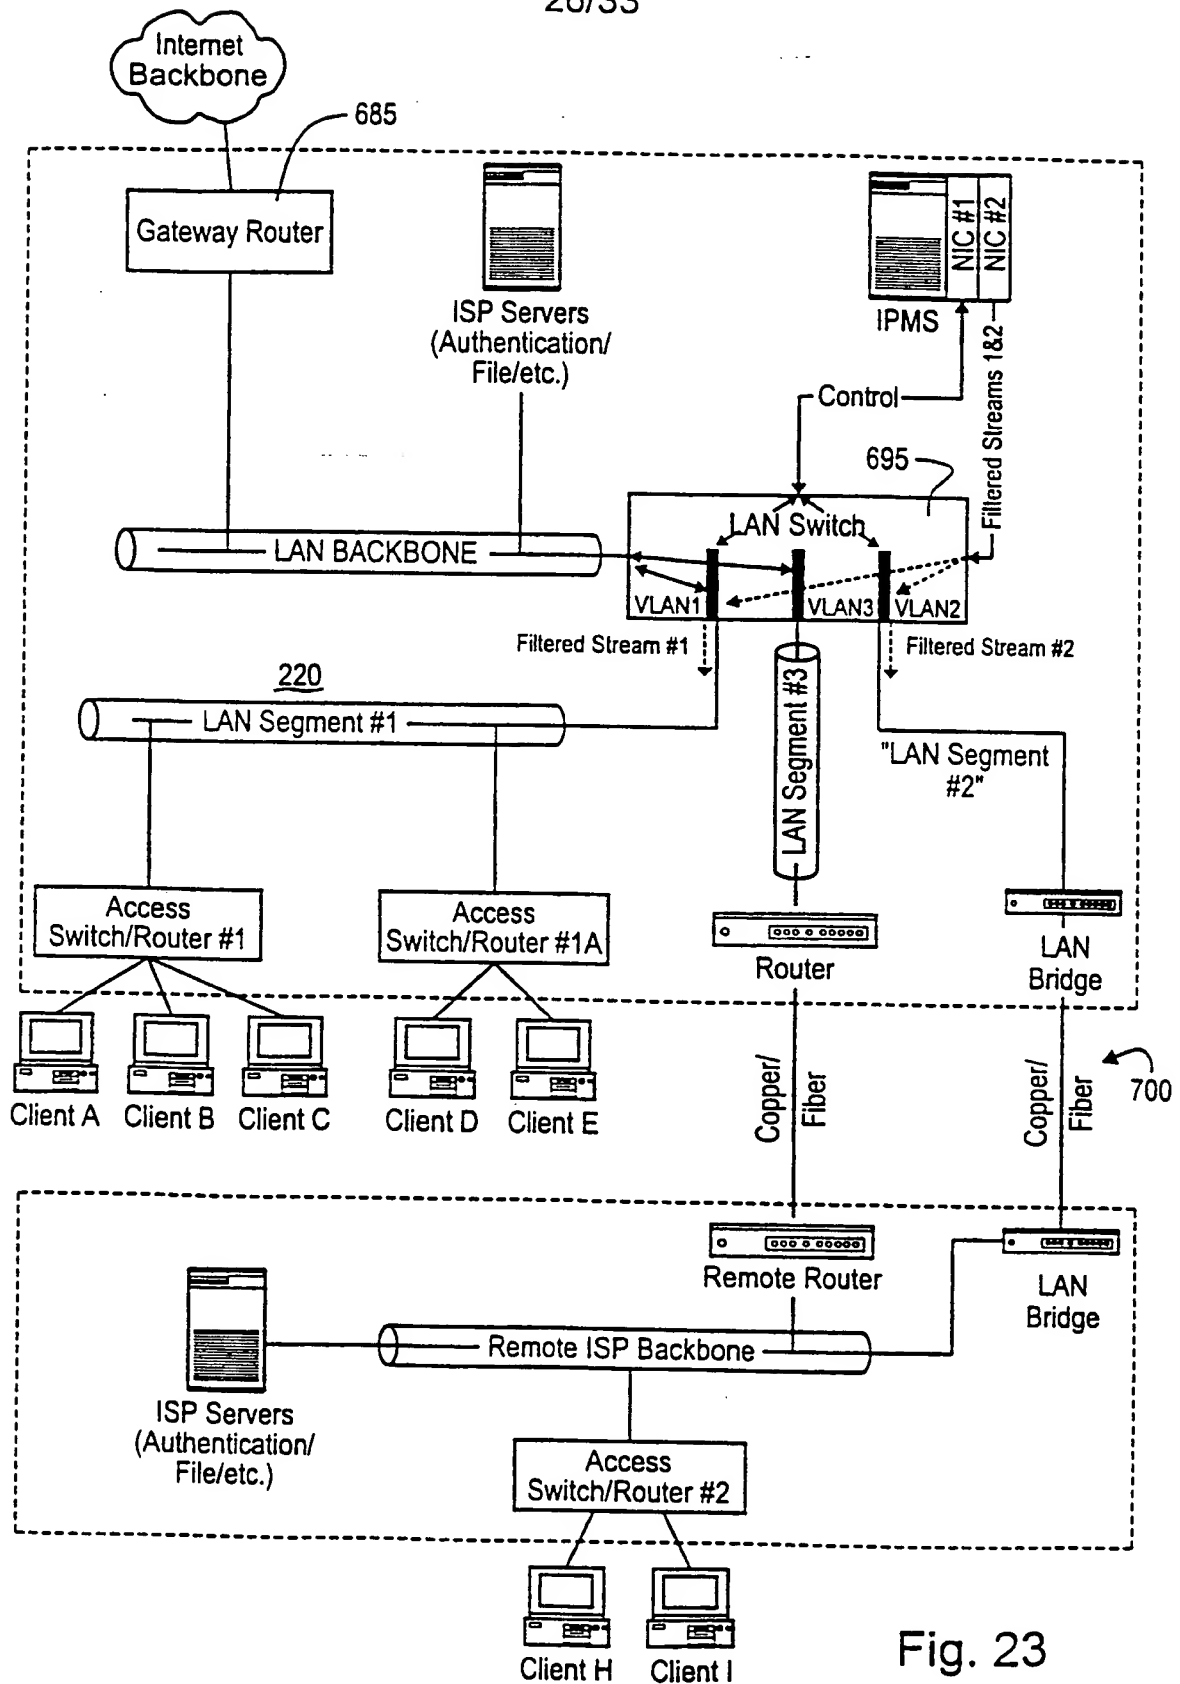 26/33
Internet
Backbone
685
Gateway Router
ISP Servers
(Authentication/
File/etc.)
NIC #1
NIC #2
IPMS
Filtered Streams 1&2
Control
695
LAN Switch
LAN BACKBONE
VLAN1
VLAN3
VLAN2
Filtered Stream #1
Filtered Stream #2
220
LAN Segment #1
LAN Segment #3
"LAN Segment
#2"
Access
Switch/Router #1
Access
Switch/Router #1A
Router
LAN
Bridge
Client A
Client B
Client C
Client D
Client E
Copper/
Fiber
Copper/
Fiber
700
Remote Router
LAN
Bridge
Remote ISP Backbone
ISP Servers
(Authentication/
File/etc.)
Access
Switch/Router #2
Client H
Client I
Fig. 23